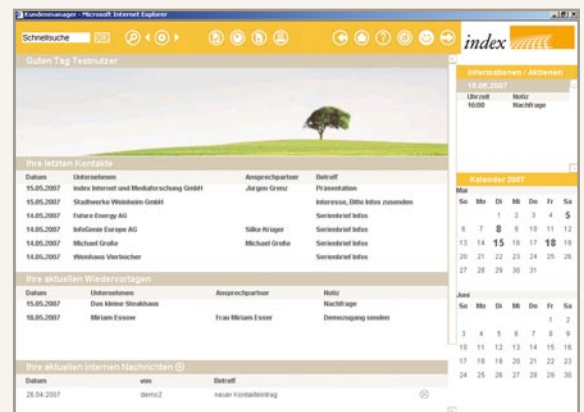 Kundenmanager - Microsoft Internet Explorer
Schnellsuche
index
Guten Tag Testnutzer
Informationen / Aktionen
15.05.2007
Uhrzeit Notiz
16:00 Nachfrage
Ihre letzten Kontakte
Datum Unternehmen Ansprechpartner Betreff
15.05.2007 index Internet und Mediaforschung GmbH Jürgen Grenz Präsentation
15.05.2007 Stadtwerke Weinheim GmbH Interesse, Bitte Infos zusenden
14.05.2007 Future Energy AG Serienbrief Infos
14.05.2007 InfoGenie Europe AG Silke Krüger Serienbrief Infos
14.05.2007 Michael Große Michael Große Serienbrief Infos
14.05.2007 Weinhaus Viertbacher Serienbrief Infos
Ihre aktuellen Wiedervorlagen
Datum Unternehmen Ansprechpartner Notiz
15.05.2007 Das kleine Steakhaus Nachfrage
18.05.2007 Miriam Essow Frau Miriam Esser Demozugang senden
Ihre aktuellen internen Nachrichten
Datum von Betreff
26.04.2007 demo2 neuer Kontakteintrag
Kalender 2007
Mai
So Mo Di Mi Do Fr Sa
1 2 3 4 5
6 7 8 9 10 11 12
13 14 15 16 17 18 19
20 21 22 23 24 25 26
27 28 29 30 31
Juni
So Mo Di Mi Do Fr Sa
1 2
3 4 5 6 7 8 9
10 11 12 13 14 15 16
17 18 19 20 21 22 23
24 25 26 27 28 29 30